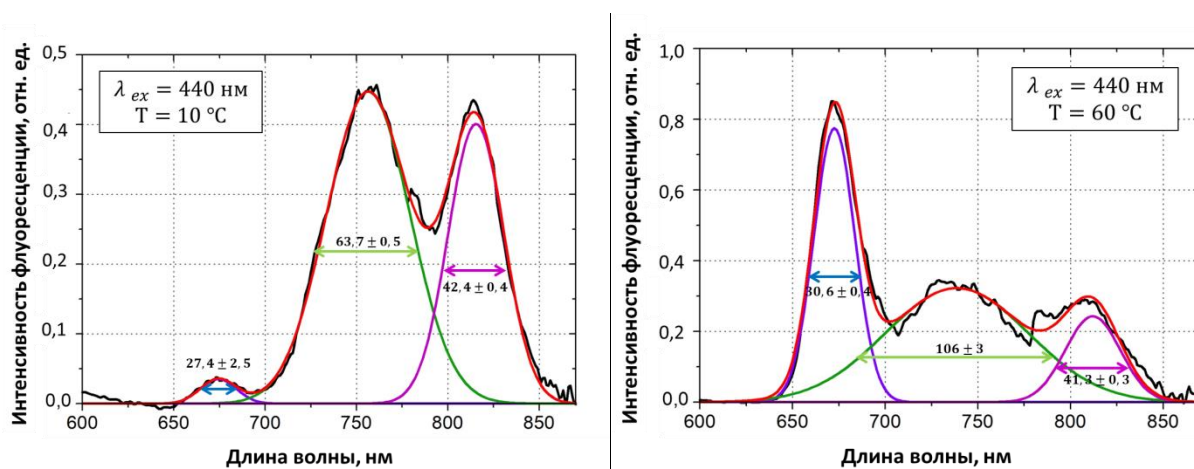 Интенсивность флуоресценции, отн. ед.
0,5
0,4
0,3
0,2
0,1
0,0
λ ex = 440 нм
T = 10 °C
27,4 ± 2,5
63,7 ± 0,5
42,4 ± 0,4
600 650 700 750 800 850
Длина волны, нм
Интенсивность флуоресценции, отн. ед.
1,0
0,8
0,6
0,4
0,2
0,0
λ ex = 440 нм
T = 60 °C
30,6 ± 0,4
106 ± 3
41,3 ± 0,3
600 650 700 750 800 850
Длина волны, нм